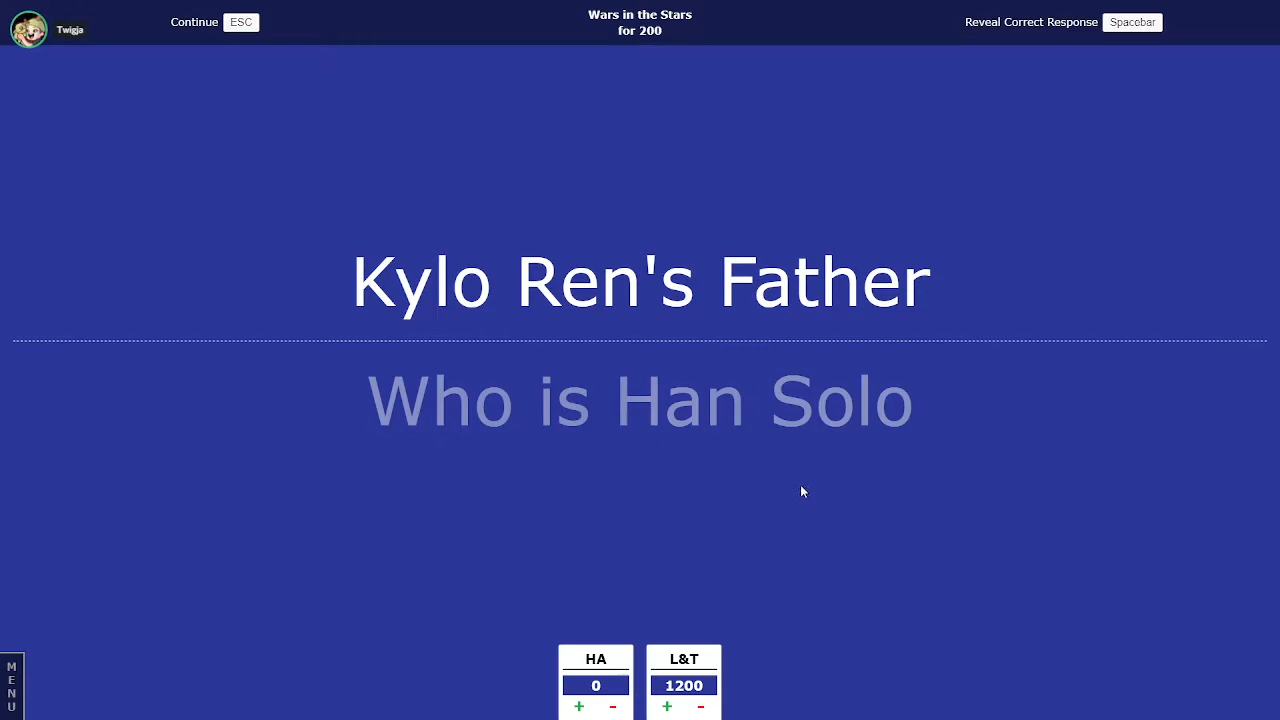 Twigja
Continue ESC
Wars in the Stars
for 200
Reveal Correct Response Spacebar
Kylo Ren's Father
Who is Han Solo
MENU
HA
0
+ -
L&T
1200
+ -